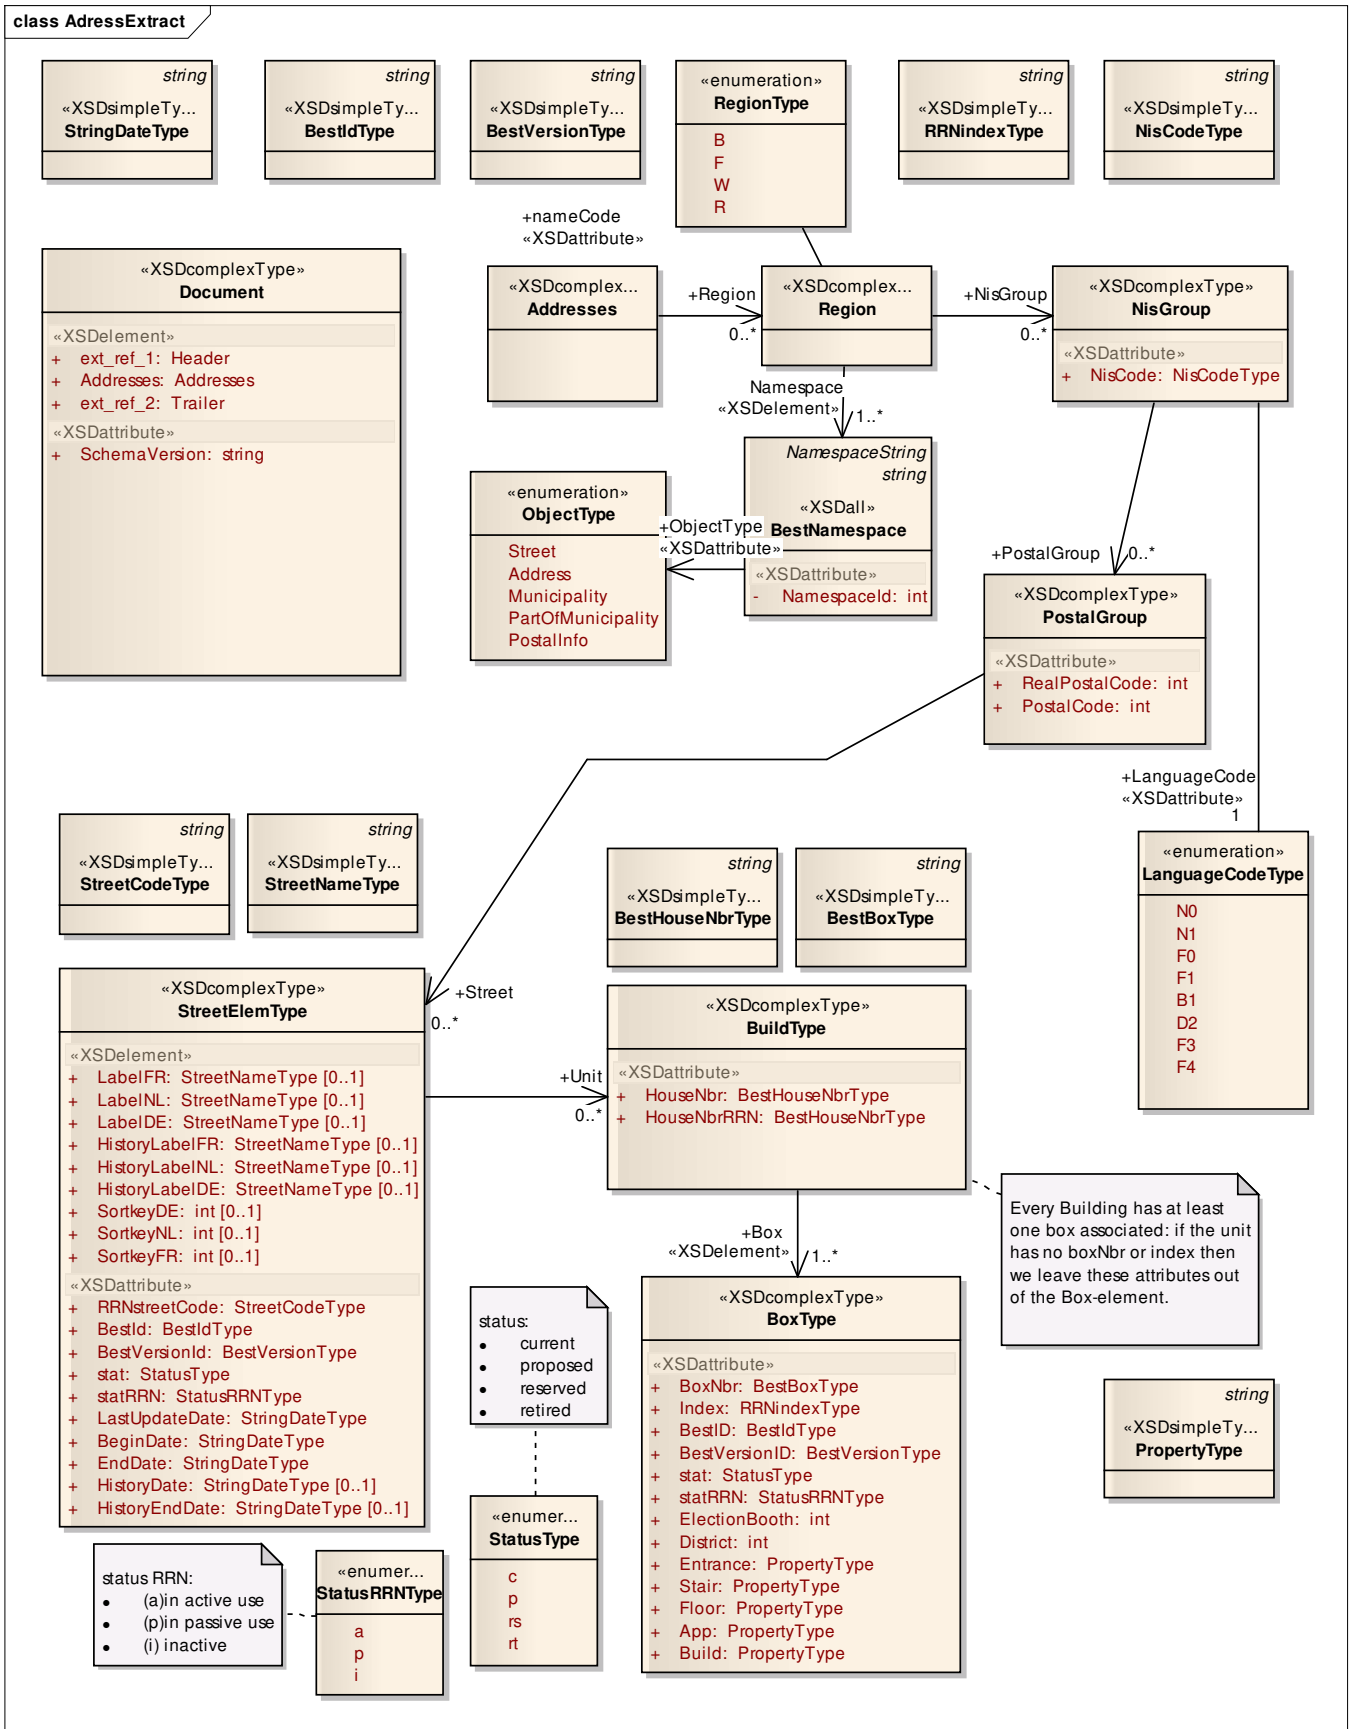 class AdressExtract
string
«XSDsimpleTy...
StringDateType
string
«XSDsimpleTy...
BestIdType
string
«XSDsimpleTy...
BestVersionType
«enumeration»
RegionType
B
F
W
R
string
«XSDsimpleTy...
RRNindexType
string
«XSDsimpleTy...
NisCodeType
+nameCode
«XSDattribute»
«XSDcomplexType»
Document
«XSDelement»
+ ext_ref_1: Header
+ Addresses: Addresses
+ ext_ref_2: Trailer
«XSDattribute»
+ SchemaVersion: string
«XSDcomplex...
Addresses
+Region
0..*
«XSDcomplex...
Region
+NisGroup
0..*
«XSDcomplexType»
NisGroup
«XSDattribute»
+ NisCode: NisCodeType
Namespace
«XSDelement»
1..*
NamespaceString
string
«XSDall»
BestNamespace
«XSDattribute»
- NamespaceId: int
+ObjectType
«XSDattribute»
«enumeration»
ObjectType
Street
Address
Municipality
PartOfMunicipality
PostalInfo
+PostalGroup
0..*
«XSDcomplexType»
PostalGroup
«XSDattribute»
+ RealPostalCode: int
+ PostalCode: int
+LanguageCode
«XSDattribute»
1
«enumeration»
LanguageCodeType
N0
N1
F0
F1
B1
D2
F3
F4
string
«XSDsimpleTy...
StreetCodeType
string
«XSDsimpleTy...
StreetNameType
string
«XSDsimpleTy...
BestHouseNbrType
string
«XSDsimpleTy...
BestBoxType
+Street
0..*
«XSDcomplexType»
StreetElemType
«XSDelement»
+ LabelFR: StreetNameType [0..1]
+ LabelNL: StreetNameType [0..1]
+ LabelDE: StreetNameType [0..1]
+ HistoryLabelFR: StreetNameType [0..1]
+ HistoryLabelNL: StreetNameType [0..1]
+ HistoryLabelDE: StreetNameType [0..1]
+ SortkeyDE: int [0..1]
+ SortkeyNL: int [0..1]
+ SortkeyFR: int [0..1]
«XSDattribute»
+ RRNstreetCode: StreetCodeType
+ BestId: BestIdType
+ BestVersionId: BestVersionType
+ stat: StatusType
+ statRRN: StatusRRNType
+ LastUpdateDate: StringDateType
+ BeginDate: StringDateType
+ EndDate: StringDateType
+ HistoryDate: StringDateType [0..1]
+ HistoryEndDate: StringDateType [0..1]
+Unit
0..*
«XSDcomplexType»
BuildType
«XSDattribute»
+ HouseNbr: BestHouseNbrType
+ HouseNbrRRN: BestHouseNbrType
Every Building has at least
one box associated: if the unit
has no boxNbr or index then
we leave these attributes out
of the Box-element.
+Box
«XSDelement»
1..*
«XSDcomplexType»
BoxType
«XSDattribute»
+ BoxNbr: BestBoxType
+ Index: RRNindexType
+ BestID: BestIdType
+ BestVersionID: BestVersionType
+ stat: StatusType
+ statRRN: StatusRRNType
+ ElectionBooth: int
+ District: int
+ Entrance: PropertyType
+ Stair: PropertyType
+ Floor: PropertyType
+ App: PropertyType
+ Build: PropertyType
status:
• current
• proposed
• reserved
• retired
string
«XSDsimpleTy...
PropertyType
«enumer...
StatusType
c
p
rs
rt
status RRN:
• (a)in active use
• (p)in passive use
• (i) inactive
«enumer...
StatusRRNType
a
p
i